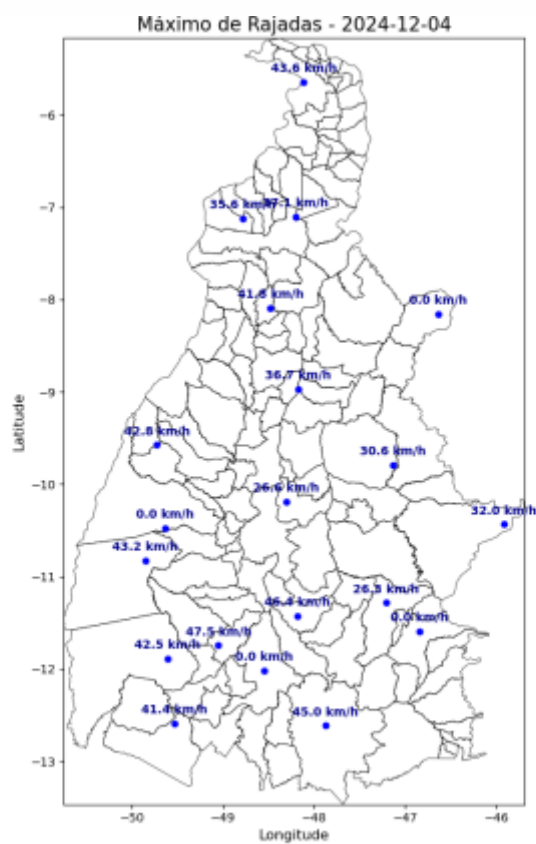 Máximo de Rajadas - 2024-12-04
43.6 km/h
35.6 km/h
km/h
41.8 km/h
0.0 km/h
36.7 km/h
42.8 km/h
30.6 km/h
26.6 km/h
0.0 km/h
32.0 km/h
43.2 km/h
26.3 km/h
46.4 km/h
0.0 km/h
47.5 km/h
42.5 km/h
0.0 km/h
41.4 km/h
45.0 km/h
−6
−7
−8
−9
−10
−11
−12
−13
Latitude
−50
−49
−48
−47
−46
Longitude